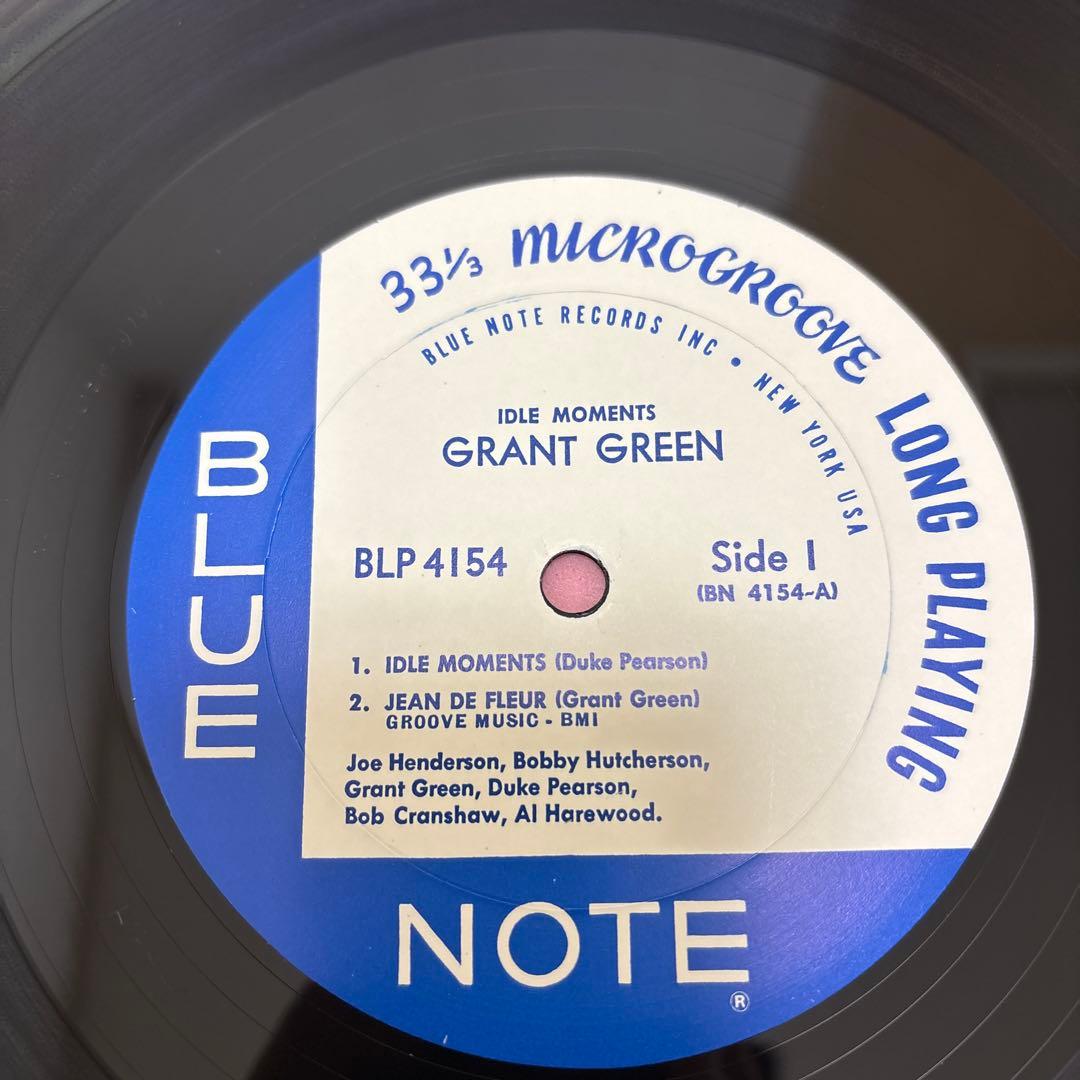 33⅓ MICROGROOVE LONG PLAYING
BLUE NOTE RECORDS INC • NEW YORK USA
IDLE MOMENTS
GRANT GREEN
BLP 4154
Side 1
(BN 4154-A)
1. IDLE MOMENTS (Duke Pearson)
2. JEAN DE FLEUR (Grant Green)
GROOVE MUSIC - BMI
Joe Henderson, Bobby Hutcherson,
Grant Green, Duke Pearson,
Bob Cranshaw, Al Harewood.
BLUE
NOTE
®